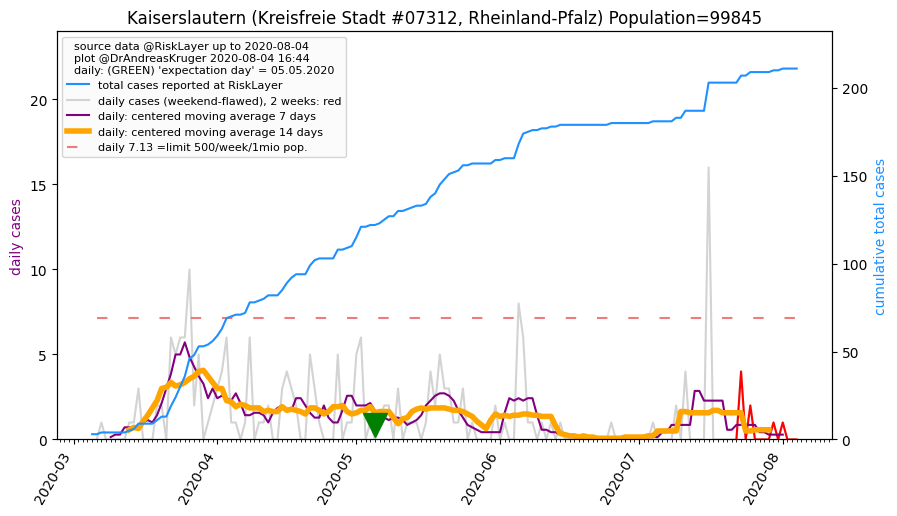 Kaiserslautern (Kreisfreie Stadt #07312, Rheinland-Pfalz) Population=99845
source data @RiskLayer up to 2020-08-04
plot @DrAndreasKruger 2020-08-04 16:44
daily: (GREEN) 'expectation day' = 05.05.2020
total cases reported at RiskLayer
daily cases (weekend-flawed), 2 weeks: red
daily: centered moving average 7 days
daily: centered moving average 14 days
daily 7.13 =limit 500/week/1mio pop.
daily cases
20
15
10
5
0
cumulative total cases
200
150
100
50
0
2020-03
2020-04
2020-05
2020-06
2020-07
2020-08